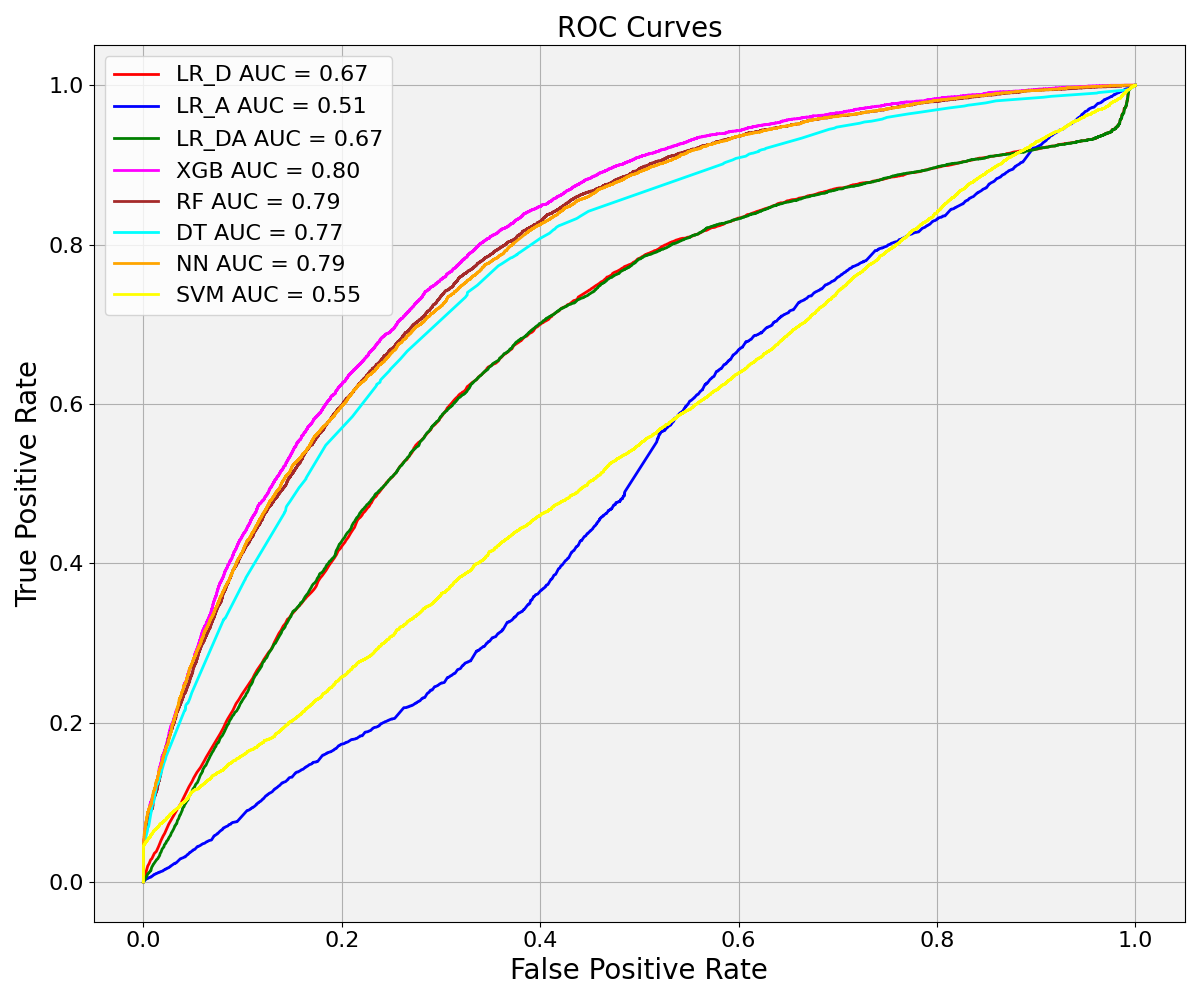 ROC Curves
LR_D AUC = 0.67
LR_A AUC = 0.51
LR_DA AUC = 0.67
XGB AUC = 0.80
RF AUC = 0.79
DT AUC = 0.77
NN AUC = 0.79
SVM AUC = 0.55
1.0
0.8
0.6
0.4
0.2
0.0
True Positive Rate
0.0 0.2 0.4 0.6 0.8 1.0
False Positive Rate